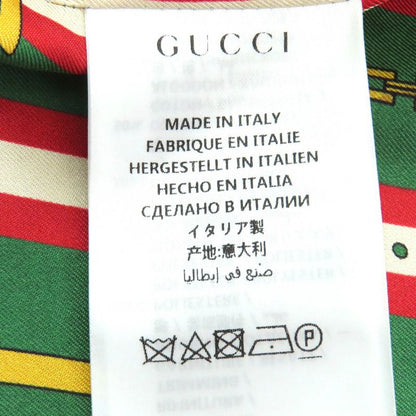 GUCCI
MADE IN ITALY
FABRIQUE EN ITALIE
HERGESTELLT IN ITALIEN
HECHO EN ITALIA
СДЕЛАНО В ИТАЛИИ
イタリア製
产地:意大利
صنع في إيطاليا
P